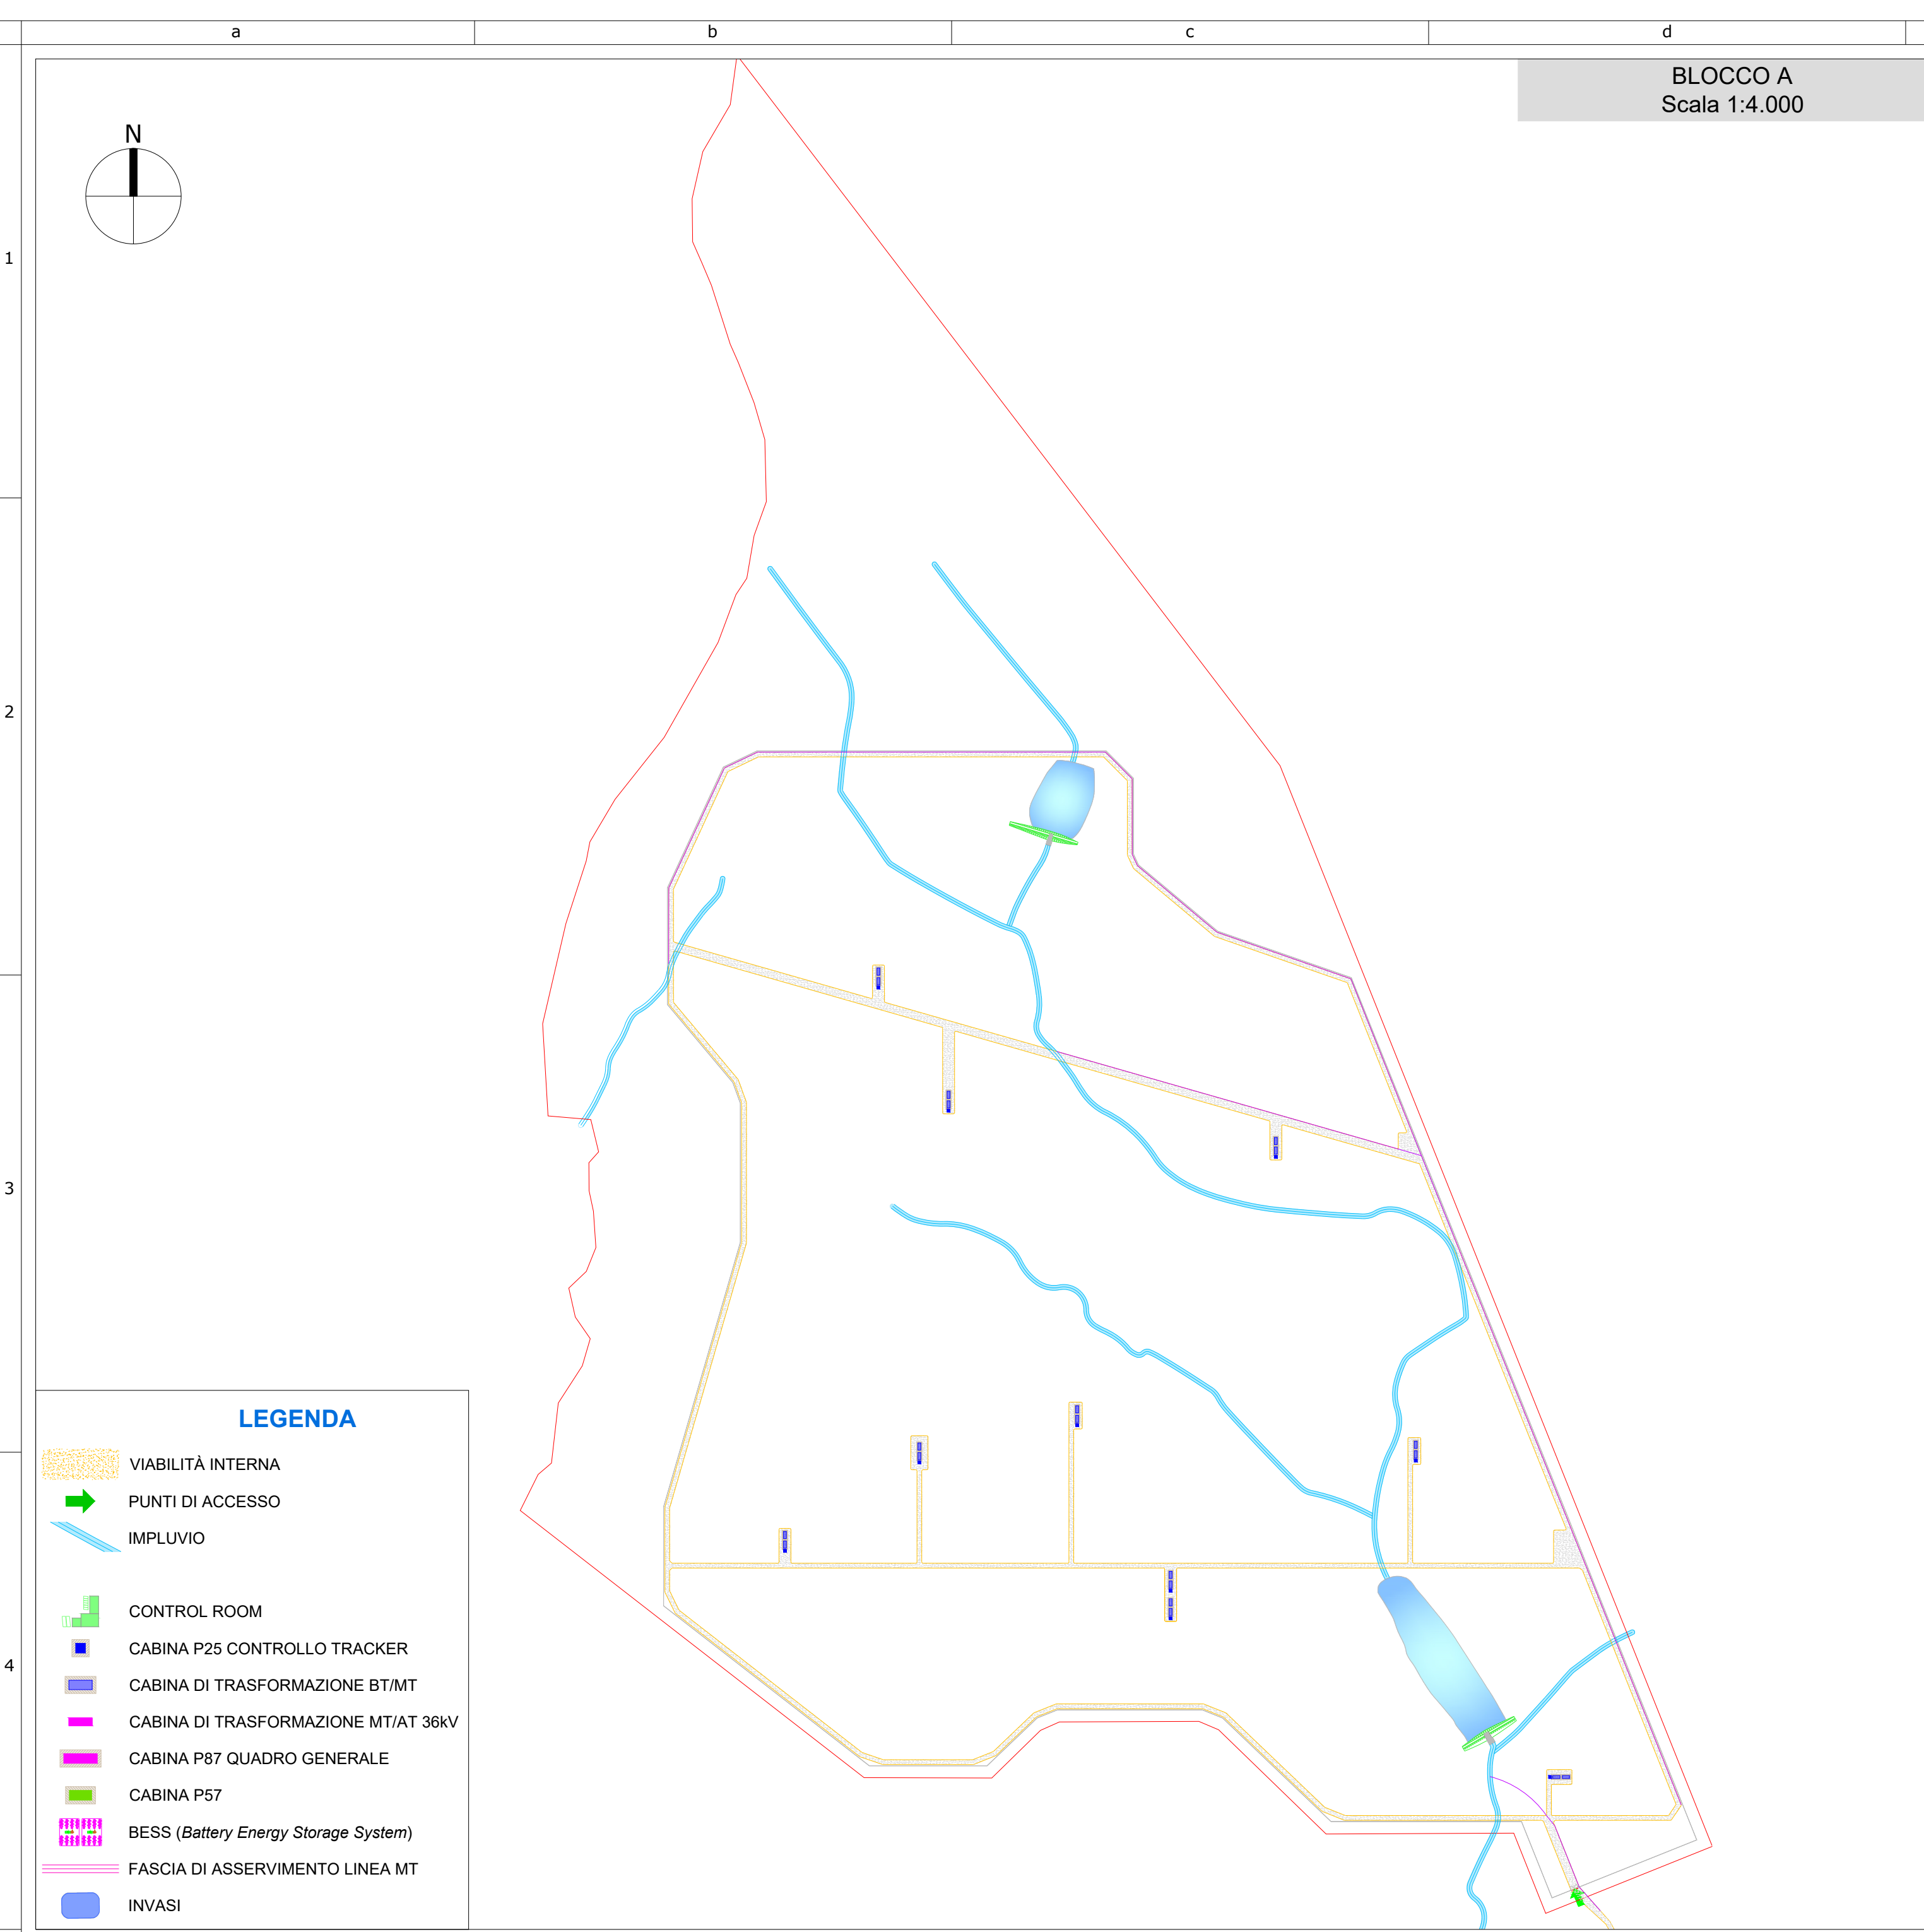 a b c d
BLOCCO A
Scala 1:4.000
N
1
2
3
4
LEGENDA
VIABILITÀ INTERNA
PUNTI DI ACCESSO
IMPLUVIO
CONTROL ROOM
CABINA P25 CONTROLLO TRACKER
CABINA DI TRASFORMAZIONE BT/MT
CABINA DI TRASFORMAZIONE MT/AT 36kV
CABINA P87 QUADRO GENERALE
CABINA P57
BESS (Battery Energy Storage System)
FASCIA DI ASSERVIMENTO LINEA MT
INVASI